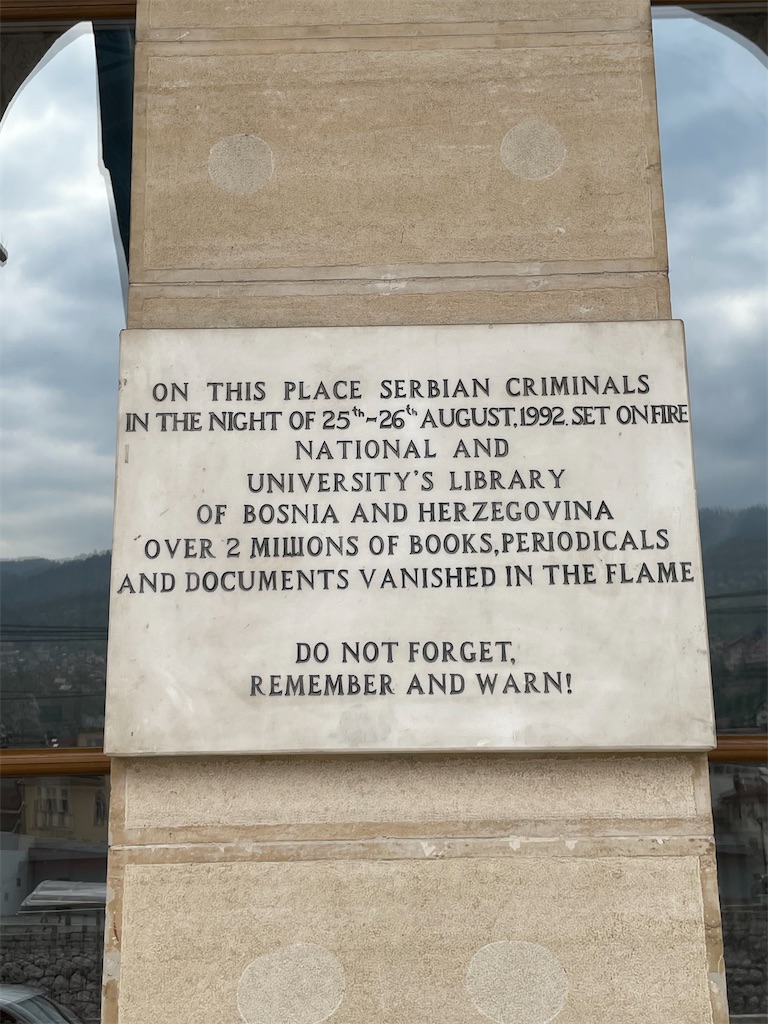 ON THIS PLACE SERBIAN CRIMINALS
IN THE NIGHT OF 25th-26th AUGUST,1992. SET ON FIRE
NATIONAL AND
UNIVERSITY'S LIBRARY
OF BOSNIA AND HERZEGOVINA
OVER 2 MILLIONS OF BOOKS,PERIODICALS
AND DOCUMENTS VANISHED IN THE FLAME
DO NOT FORGET,
REMEMBER AND WARN!